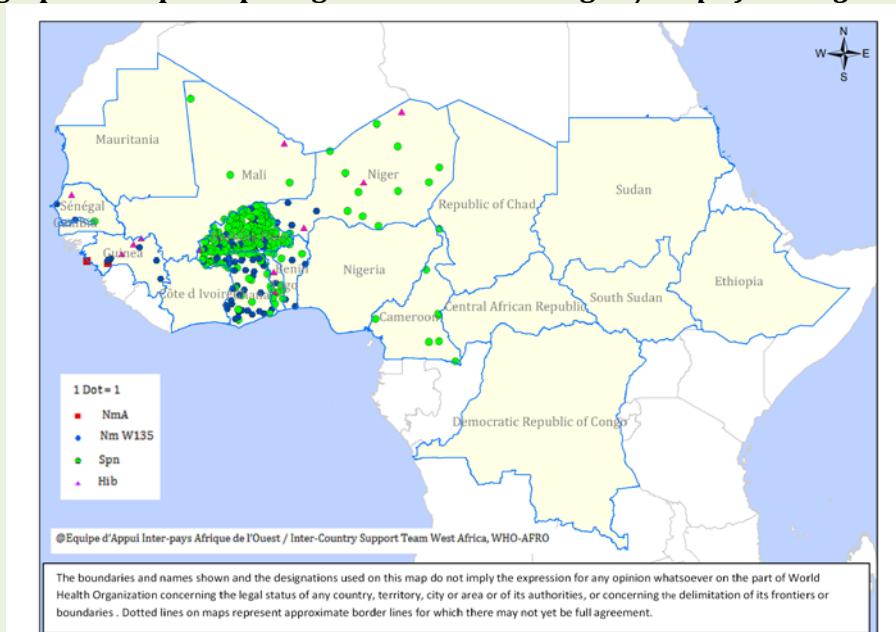 N
W E
S
Mauritania
Mali
Niger
Republic of Chad
Sudan
Sénégal
Gambia
Guinea
Nigeria
Benin
Ethiopia
Côte d Ivoire
Ghana
Togo
South Sudan
Central African Republic
Cameroon
Democratic Republic of Congo
1 Dot = 1
NmA
Nm W135
Spn
Hib
@Equipe d'Appui Inter-pays Afrique de l'Ouest / Inter-Country Support Team West Africa, WHO-AFRO
The boundaries and names shown and the designations used on this map do not imply the expression for any opinion whatsoever on the part of World
Health Organization concerning the legal status of any country, territory, city or area or of its authorities, or concerning the delimitation of its frontiers or
boundaries . Dotted lines on maps represent approximate border lines for which there may not yet be full agreement.